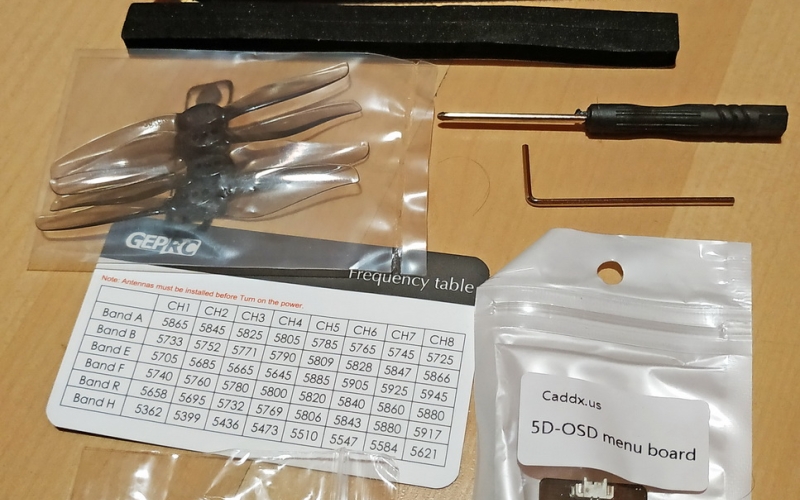 GEPRC
Frequency table
Note: Antennas must be installed before Turn on the power.
CH1 CH2 CH3 CH4 CH5 CH6 CH7 CH8
Band A 5865 5845 5825 5805 5785 5765 5745 5725
Band B 5733 5752 5771 5790 5809 5828 5847 5866
Band E 5705 5685 5665 5645 5885 5905 5925 5945
Band F 5740 5760 5780 5800 5820 5840 5860 5880
Band R 5658 5695 5732 5769 5806 5843 5880 5917
Band H 5362 5399 5436 5473 5510 5547 5584 5621
Caddx.us
5D-OSD menu board